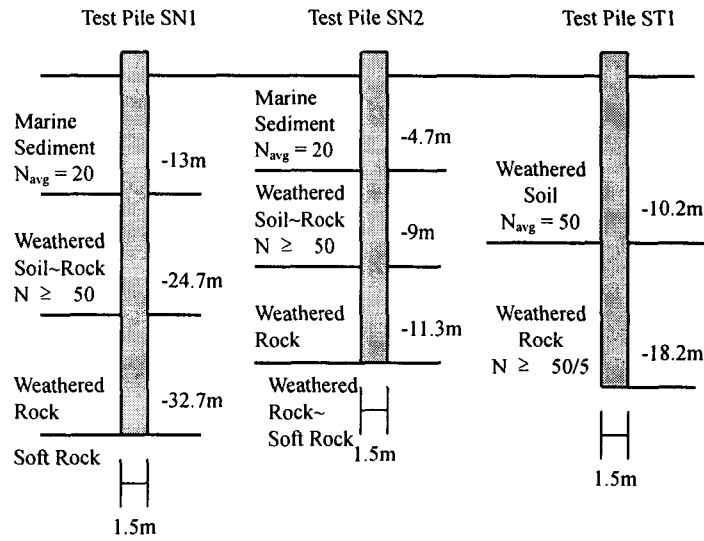 Test Pile SN1
Marine
Sediment
N_avg = 20
-13m
Weathered
Soil~Rock
N ≥ 50
-24.7m
Weathered
Rock
-32.7m
Soft Rock
1.5m
Test Pile SN2
Marine
Sediment
N_avg = 20
-4.7m
Weathered
Soil~Rock
N ≥ 50
-9m
Weathered
Rock
-11.3m
Weathered
Rock~
Soft Rock
1.5m
Test Pile ST1
Weathered
Soil
N_avg = 50
-10.2m
Weathered
Rock
N ≥ 50/5
-18.2m
1.5m